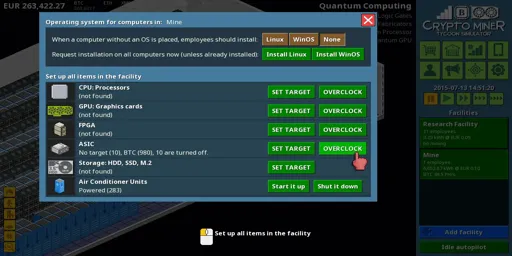 EUR 263,422.27
Quantum Computing
Operating system for computers in: Mine
When a computer without an OS is placed, employees should install: Linux WinOS None
Request installation on all computers now (unless already installed): Install Linux Install WinOS
Set up all items in the facility
CPU: Processors
(not found)
SET TARGET OVERCLOCK
GPU: Graphics cards
(not found)
SET TARGET OVERCLOCK
FPGA
(not found)
SET TARGET OVERCLOCK
ASIC
No target (10), BTC (980), 10 are turned off.
SET TARGET OVERCLOCK
Storage: HDD, SSD, M.2
(not found)
SET TARGET
Air Conditioner Units
Powered (283)
Start it up Shut it down
Set up all items in the facility
CRYPTO MINER
TYCOON SIMULATOR
2015-07-13 14:51:20
Facilities
Research Facility
Mine
Add facility
Idle autopilot